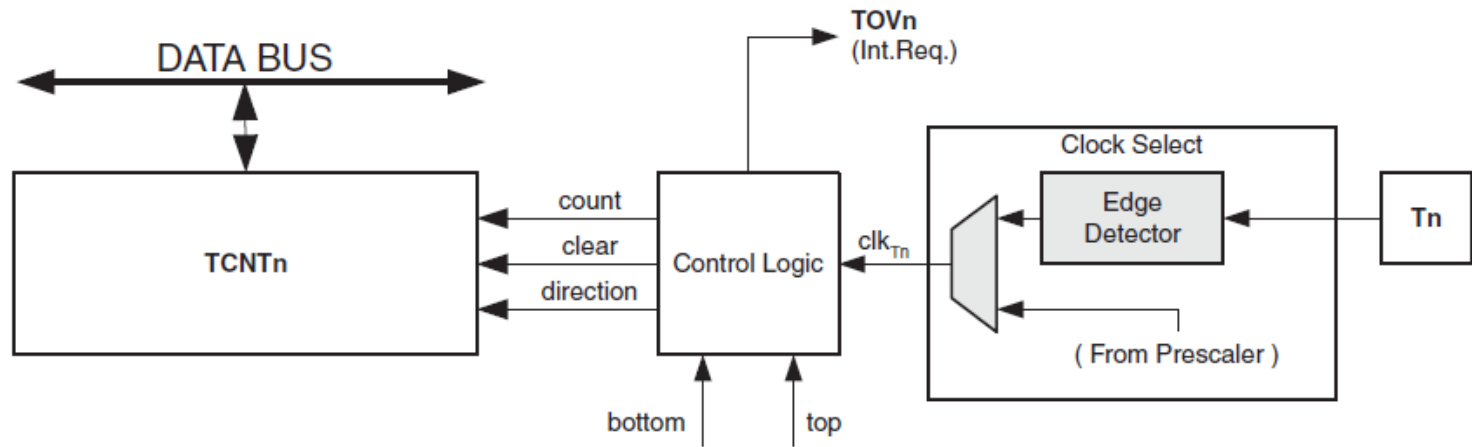 TOVn
(Int.Req.)
DATA BUS
Clock Select
count
Edge
Detector
Tn
TCNTn
clear
Control Logic
clkTn
direction
( From Prescaler )
bottom
top